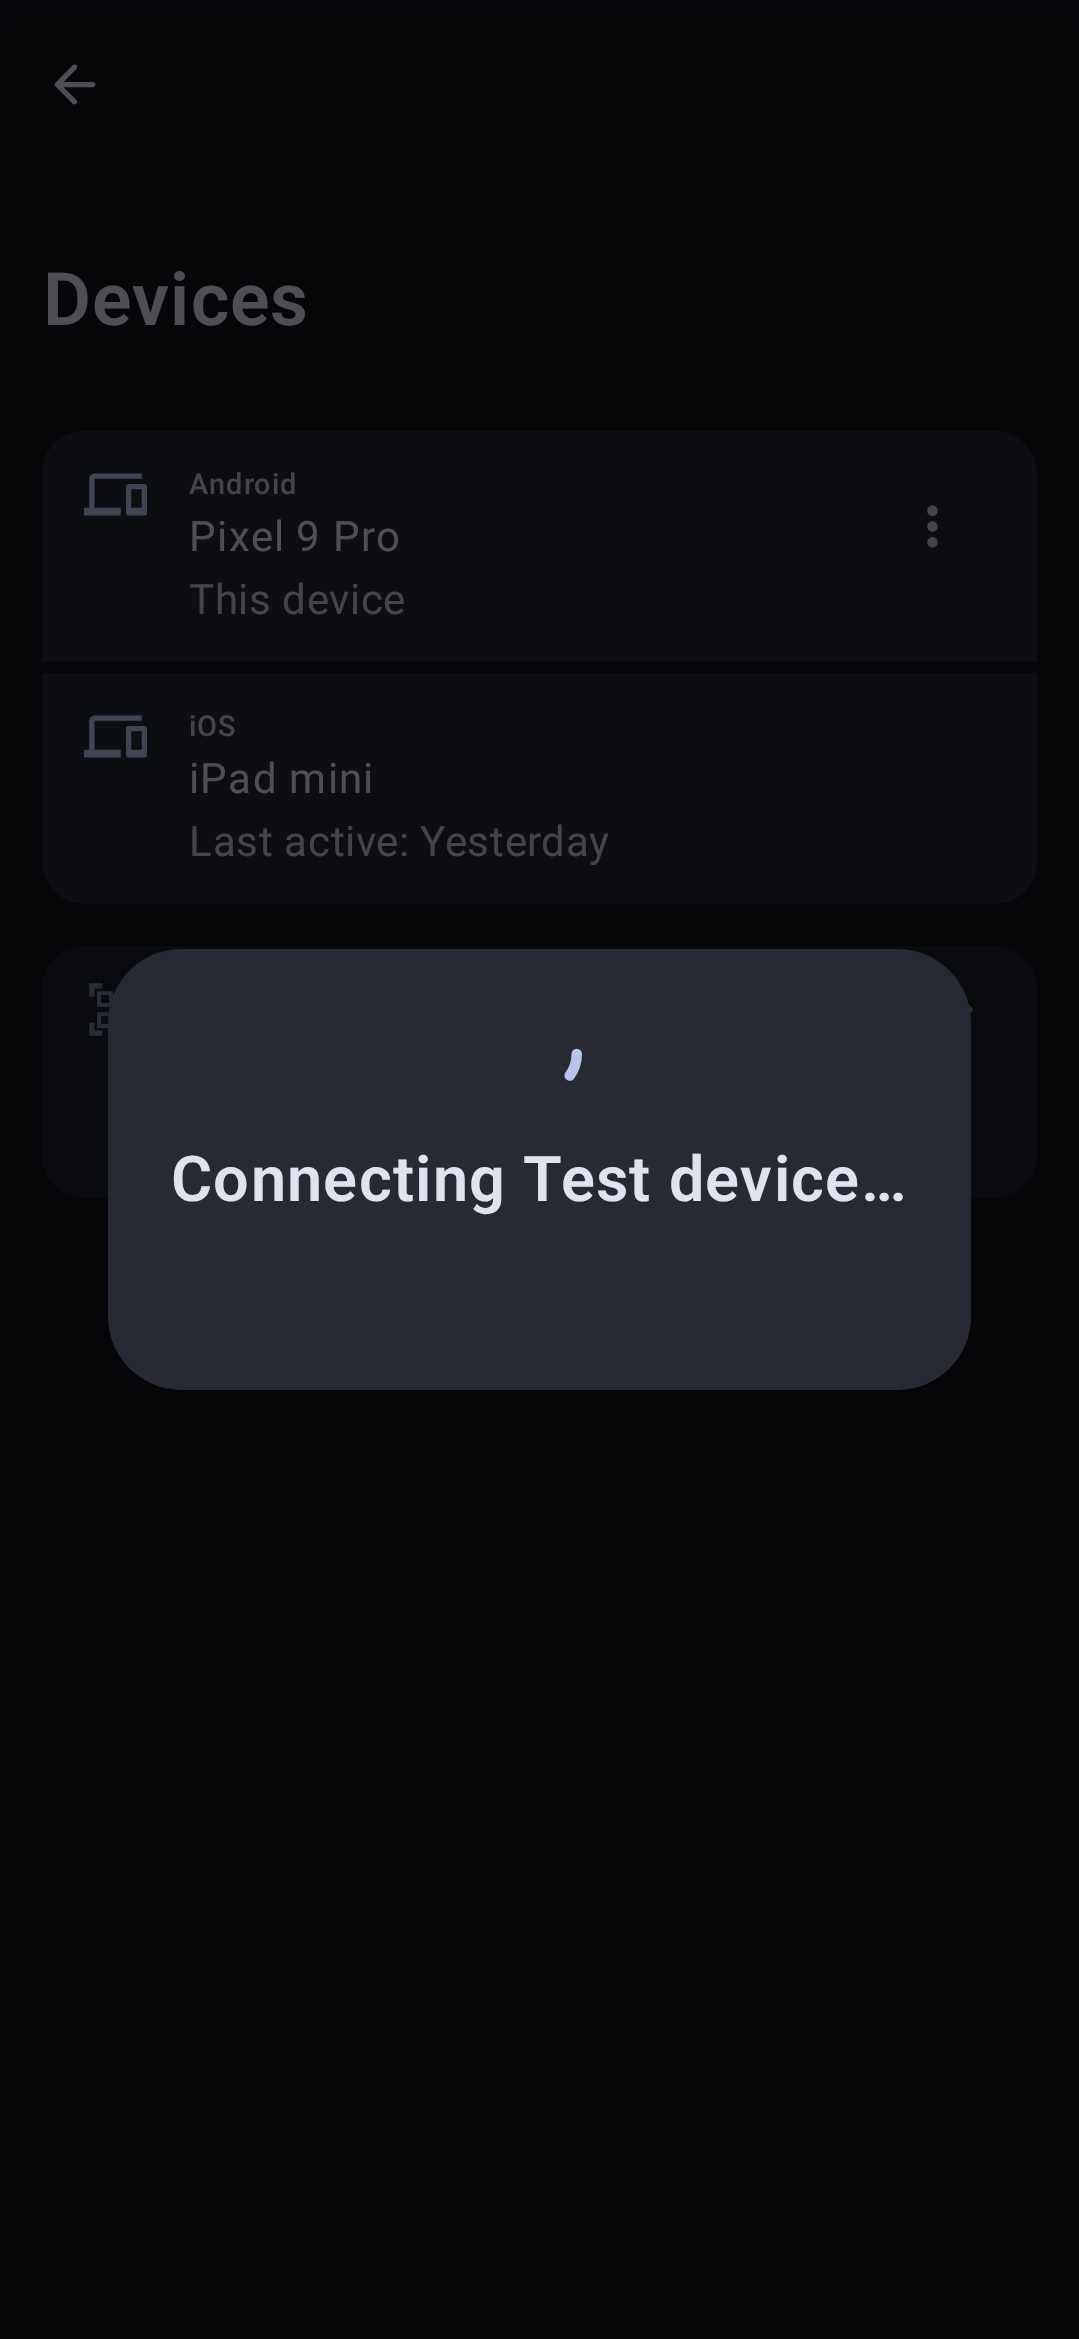 Devices
Android
Pixel 9 Pro
This device
iOS
iPad mini
Last active: Yesterday
Connecting Test device…